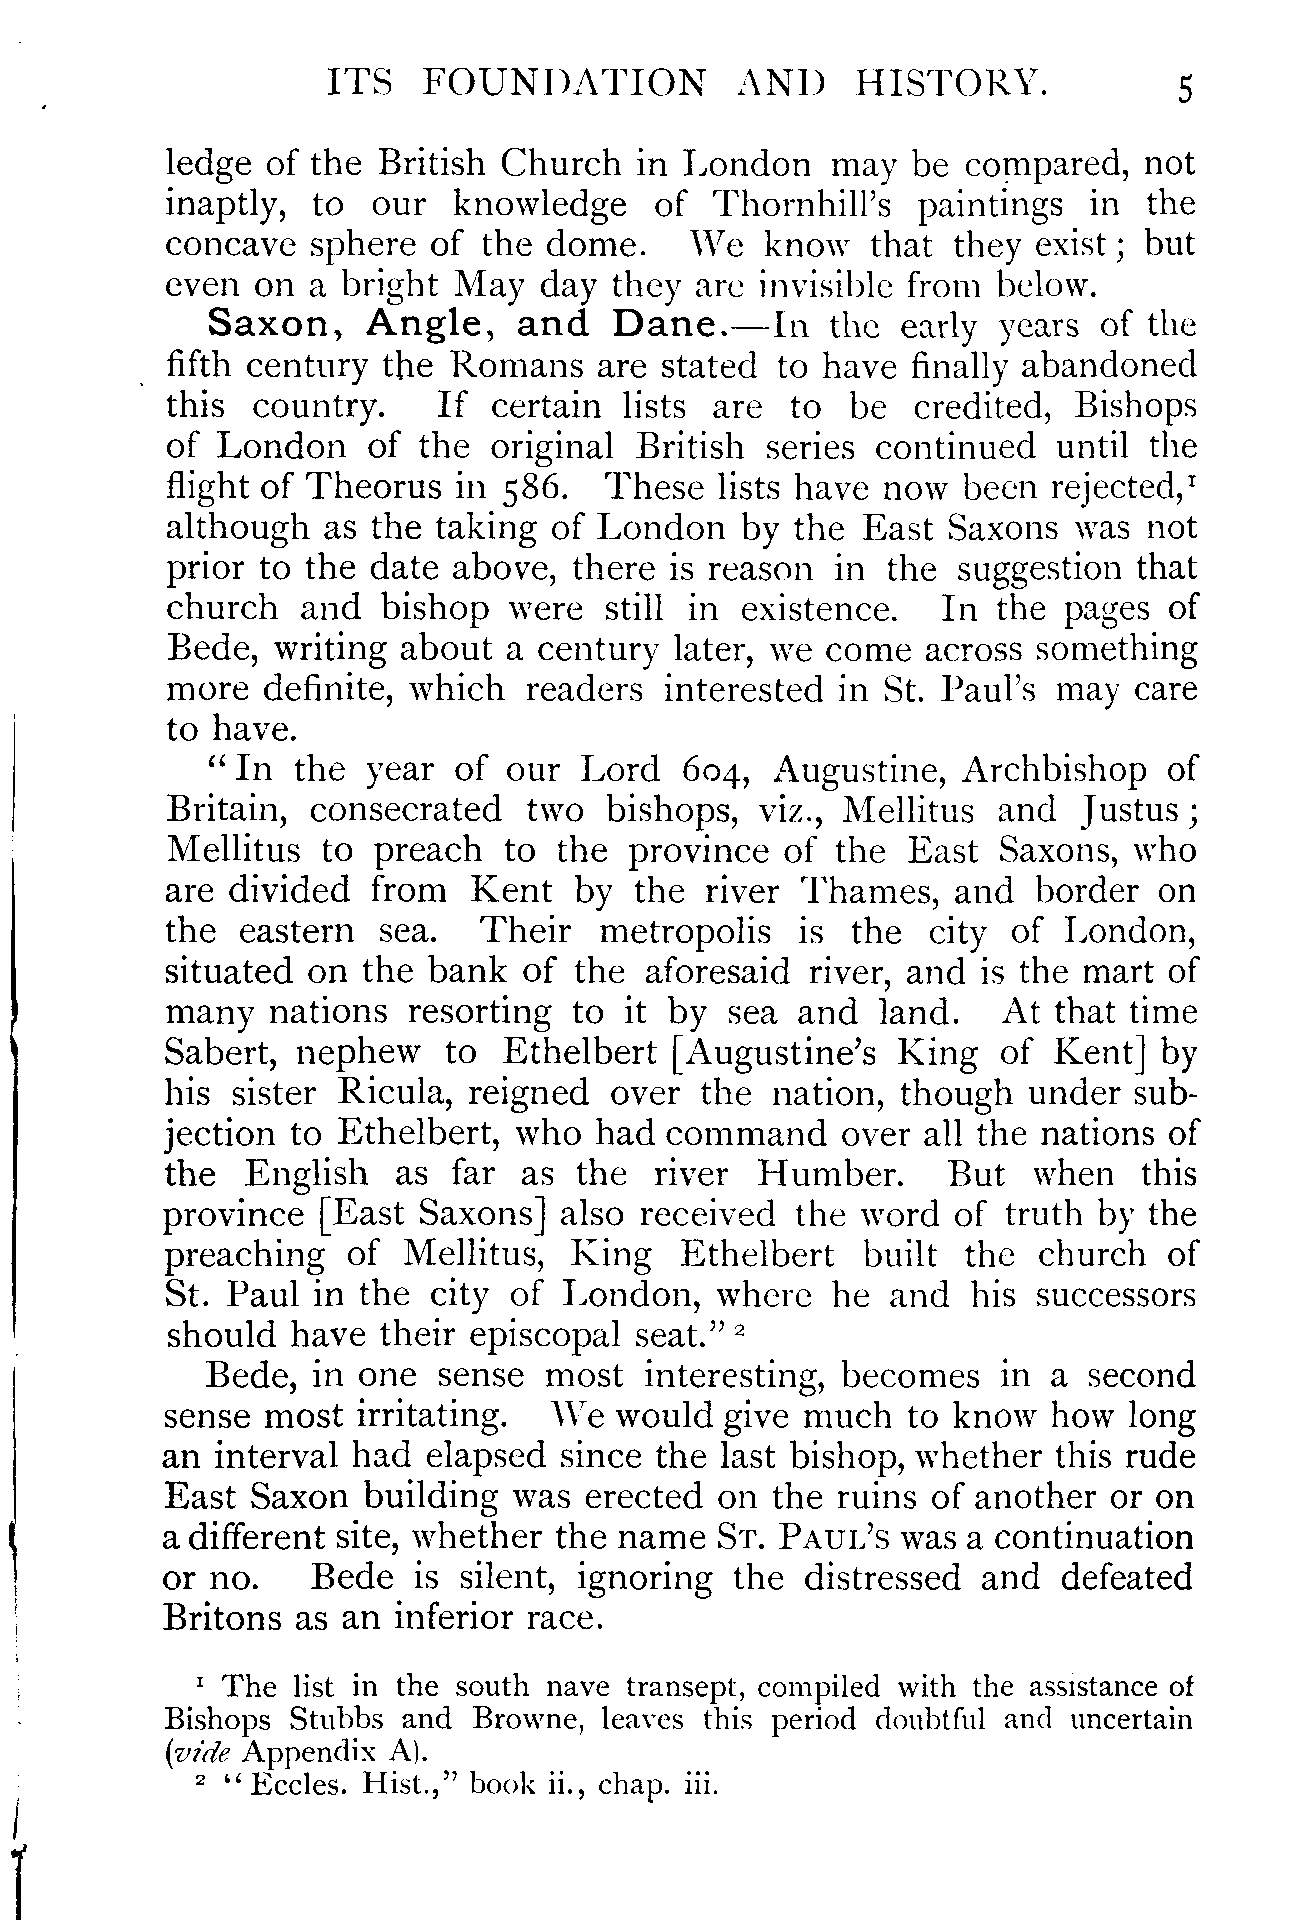 ITS FOUNDATION AND HISTORY. 5
ledge of the British Church in London may be compared, not
inaptly, to our knowledge of Thornhill's paintings in the
concave sphere of the dome. We know that they exist; but
even on a bright May day they are invisible from below.
Saxon, Angle, and Dane.—In the early years of the
fifth century the Romans are stated to have finally abandoned
this country. If certain lists are to be credited, Bishops
of London of the original British series continued until the
flight of Theorus in 586. These lists have now been rejected,¹
although as the taking of London by the East Saxons was not
prior to the date above, there is reason in the suggestion that
church and bishop were still in existence. In the pages of
Bede, writing about a century later, we come across something
more definite, which readers interested in St. Paul's may care
to have.
"In the year of our Lord 604, Augustine, Archbishop of
Britain, consecrated two bishops, viz., Mellitus and Justus;
Mellitus to preach to the province of the East Saxons, who
are divided from Kent by the river Thames, and border on
the eastern sea. Their metropolis is the city of London,
situated on the bank of the aforesaid river, and is the mart of
many nations resorting to it by sea and land. At that time
Sabert, nephew to Ethelbert [Augustine's King of Kent] by
his sister Ricula, reigned over the nation, though under sub-
jection to Ethelbert, who had command over all the nations of
the English as far as the river Humber. But when this
province [East Saxons] also received the word of truth by the
preaching of Mellitus, King Ethelbert built the church of
St. Paul in the city of London, where he and his successors
should have their episcopal seat." ²
Bede, in one sense most interesting, becomes in a second
sense most irritating. We would give much to know how long
an interval had elapsed since the last bishop, whether this rude
East Saxon building was erected on the ruins of another or on
a different site, whether the name ST. PAUL'S was a continuation
or no. Bede is silent, ignoring the distressed and defeated
Britons as an inferior race.
¹ The list in the south nave transept, compiled with the assistance of
Bishops Stubbs and Browne, leaves this period doubtful and uncertain
(vide Appendix A).
² "Eccles. Hist.," book ii., chap. iii.